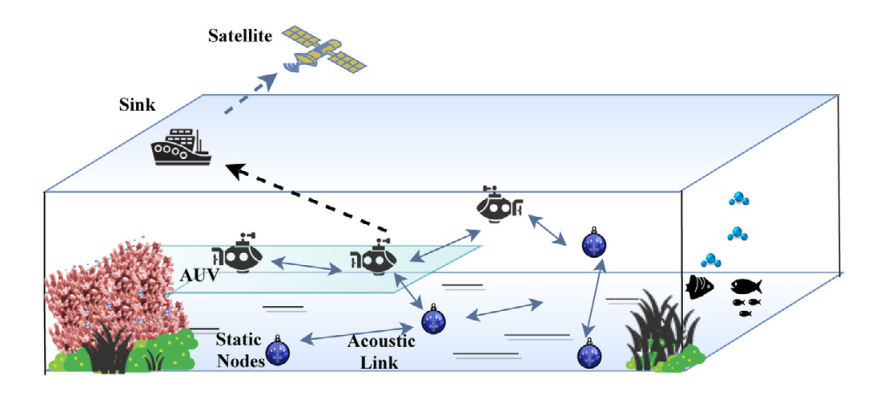 Satellite
Sink
AUV
Static
Nodes
Acoustic
Link